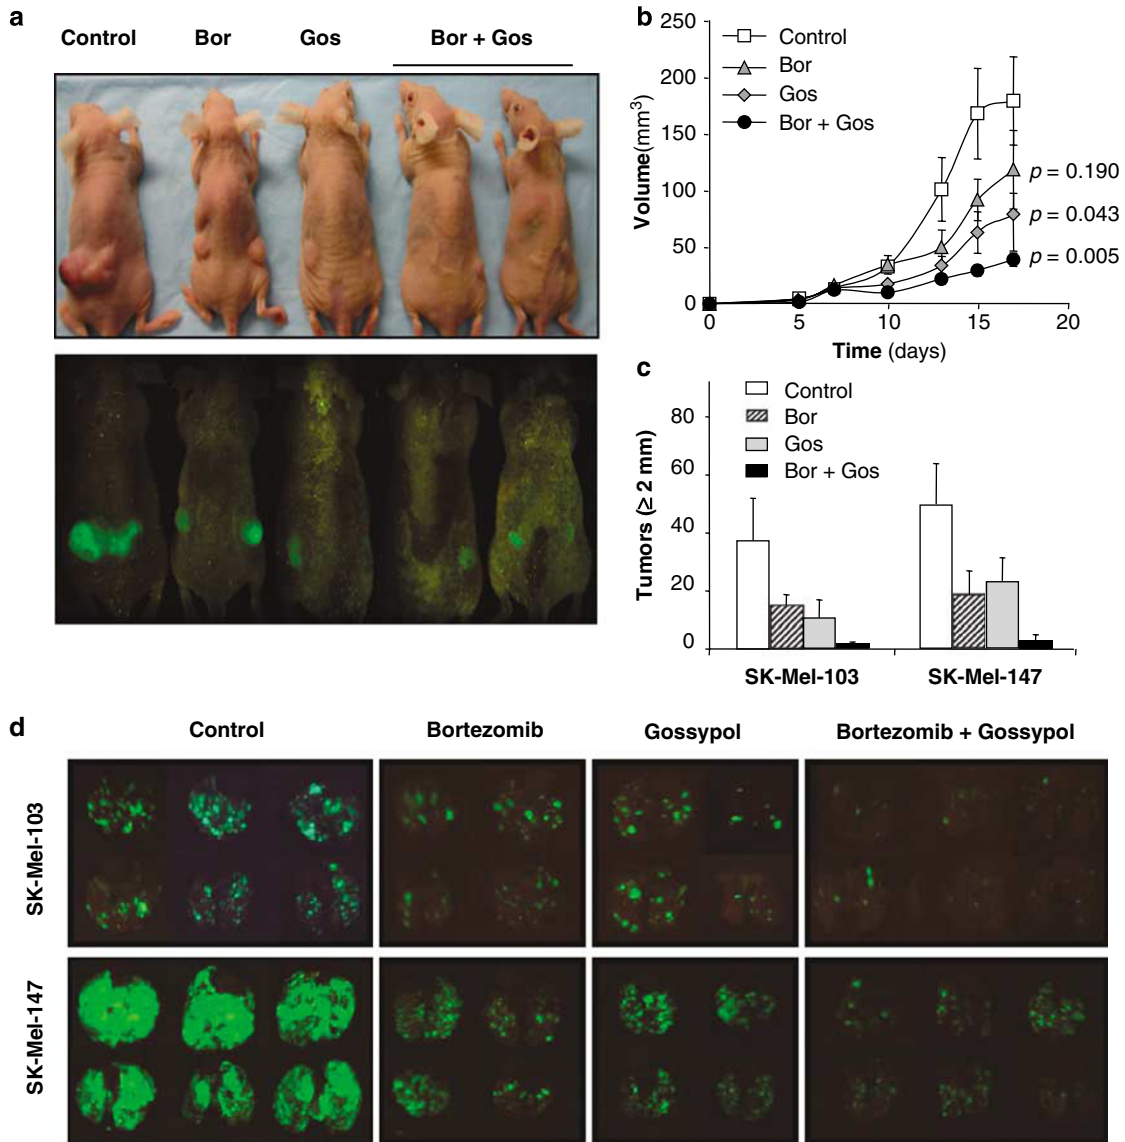 a
Control Bor Gos Bor + Gos
b
250
200
150
100
50
0
Volume(mm³)
Control
Bor
Gos
Bor + Gos
p = 0.190
p = 0.043
p = 0.005
0 5 10 15 20
Time (days)
c
80
60
40
20
0
Tumors (≥ 2 mm)
Control
Bor
Gos
Bor + Gos
SK-Mel-103 SK-Mel-147
d
Control Bortezomib Gossypol Bortezomib + Gossypol
SK-Mel-103
SK-Mel-147